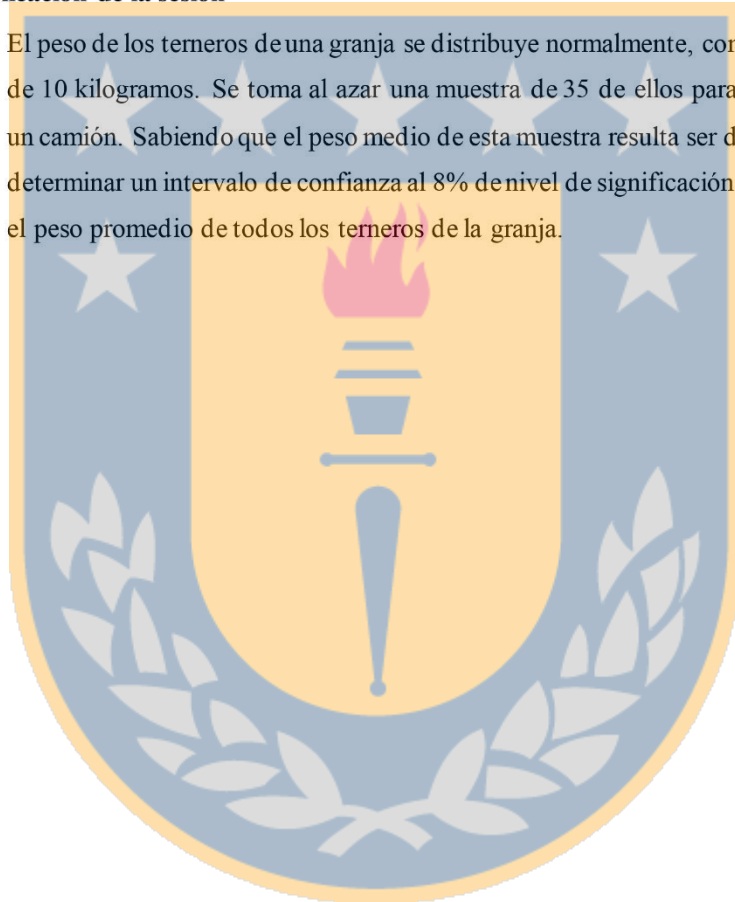 El peso de los terneros de una granja se distribuye normalmente,
de 10 kilogramos. Se toma al azar una muestra de 35 de ellos para
un camión. Sabiendo que el peso medio de esta muestra resulta ser
determinar un intervalo de confianza al 8% de nivel de significación
el peso promedio de todos los terneros de la granja.